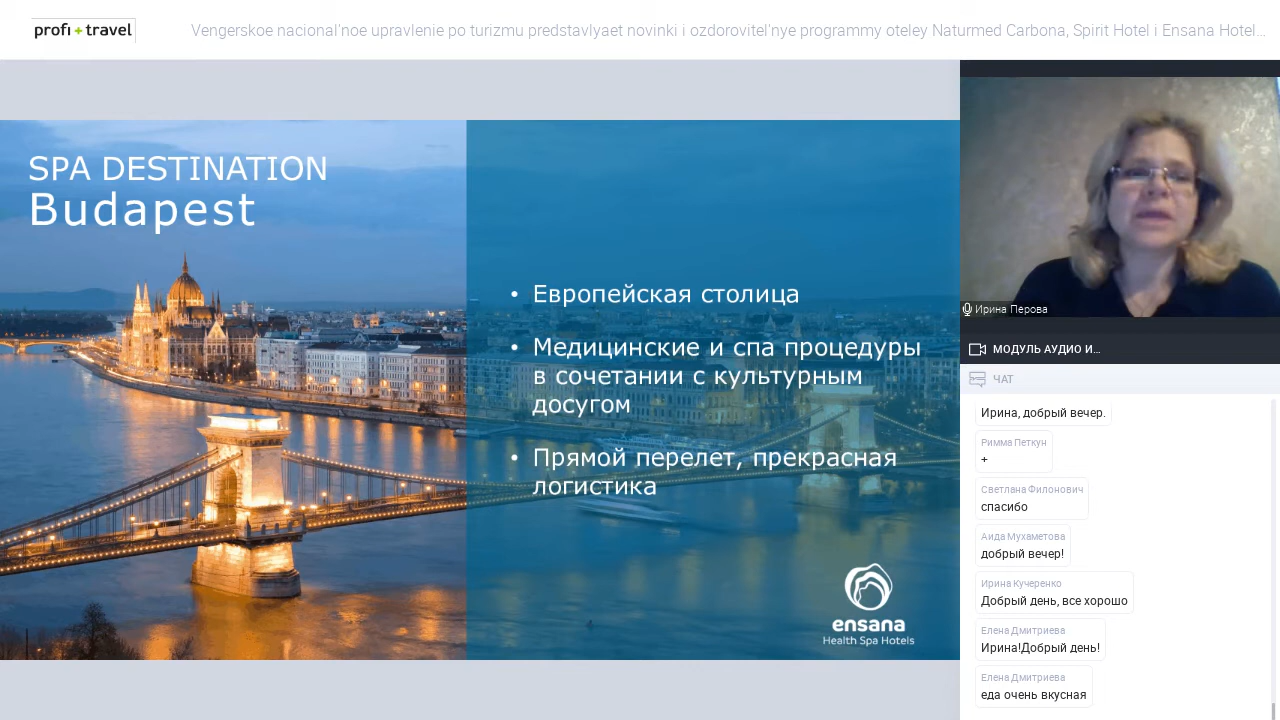 profi + travel
Vengerskoe nacional'noe upravlenie po turizmu predstavlyaet novinki i ozdorovitel'nye programmy oteley Naturmed Carbona, Spirit Hotel i Ensana Hotel...
SPA DESTINATION
Budapest
• Европейская столица
• Медицинские и спа процедуры
в сочетании с культурным
досугом
• Прямой перелет, прекрасная
логистика
ensana
Health Spa Hotels
Ирина Перова
МОДУЛЬ АУДИО И...
ЧАТ
Ирина, добрый вечер.
Римма Петкун
+
Светлана Филонович
спасибо
Аида Мухаметова
добрый вечер!
Ирина Кучеренко
Добрый день, все хорошо
Елена Дмитриева
Ирина!Добрый день!
Елена Дмитриева
еда очень вкусная